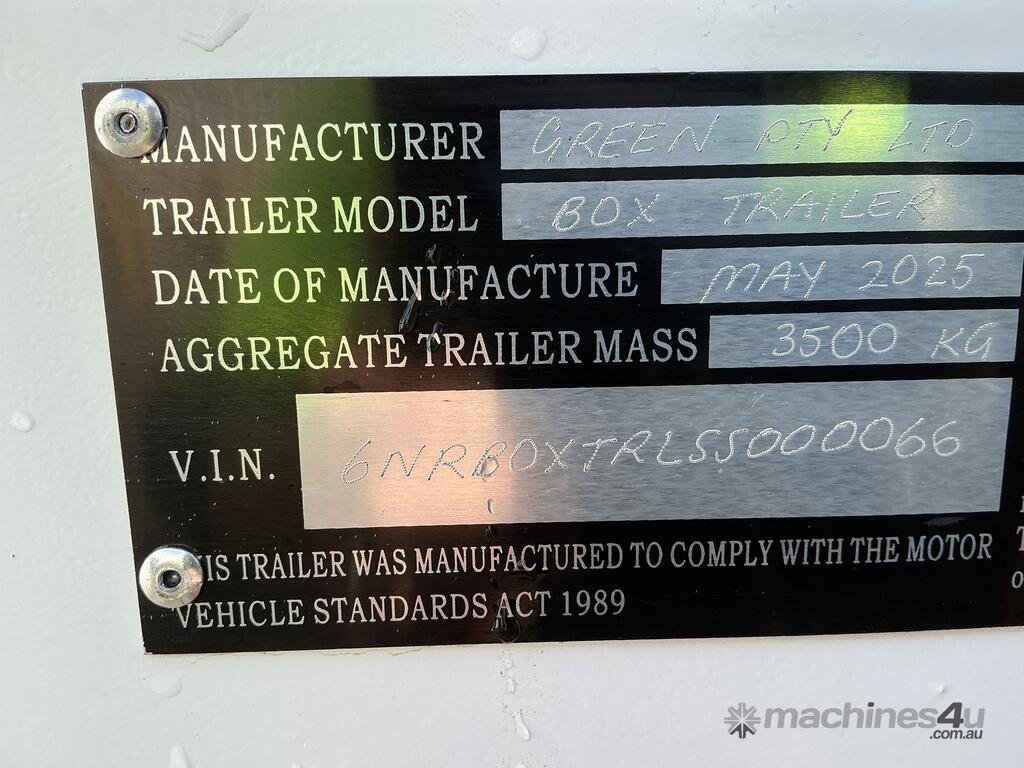 MANUFACTURER GREEN PTY LTD
TRAILER MODEL BOX TRAILER
DATE OF MANUFACTURE MAY 2025
AGGREGATE TRAILER MASS 3500 KG
V.I.N. 6NRBOXTRLSS000066
THIS TRAILER WAS MANUFACTURED TO COMPLY WITH THE MOTOR
VEHICLE STANDARDS ACT 1989
machines4u
.com.au